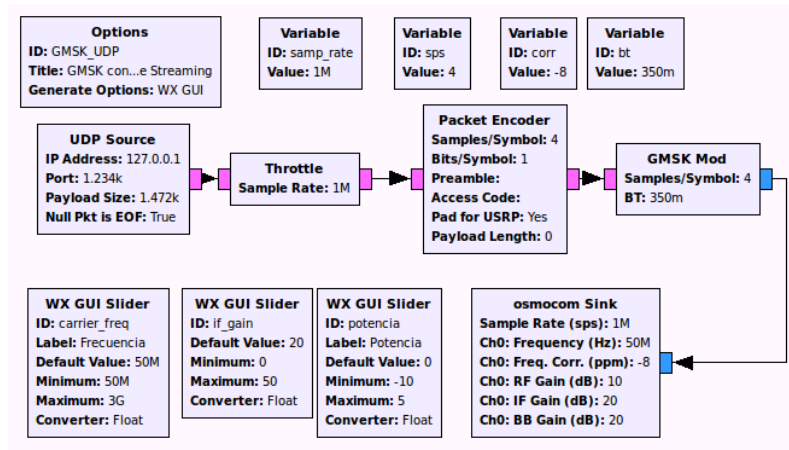 Options
ID: GMSK_UDP
Title: GMSK con...e Streaming
Generate Options: WX GUI
Variable
ID: samp_rate
Value: 1M
Variable
ID: sps
Value: 4
Variable
ID: corr
Value: -8
Variable
ID: bt
Value: 350m
UDP Source
IP Address: 127.0.0.1
Port: 1.234k
Payload Size: 1.472k
Null Pkt is EOF: True
Throttle
Sample Rate: 1M
Packet Encoder
Samples/Symbol: 4
Bits/Symbol: 1
Preamble:
Access Code:
Pad for USRP: Yes
Payload Length: 0
GMSK Mod
Samples/Symbol: 4
BT: 350m
WX GUI Slider
ID: carrier_freq
Label: Frecuencia
Default Value: 50M
Minimum: 50M
Maximum: 3G
Converter: Float
WX GUI Slider
ID: if_gain
Default Value: 20
Minimum: 0
Maximum: 50
Converter: Float
WX GUI Slider
ID: potencia
Label: Potencia
Default Value: 0
Minimum: -10
Maximum: 5
Converter: Float
osmocom Sink
Sample Rate (sps): 1M
Ch0: Frequency (Hz): 50M
Ch0: Freq. Corr. (ppm): -8
Ch0: RF Gain (dB): 10
Ch0: IF Gain (dB): 20
Ch0: BB Gain (dB): 20